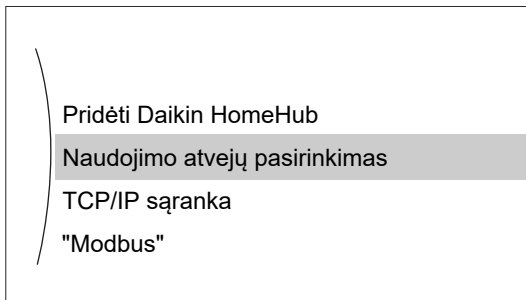 Pridėti Daikin HomeHub
Naudojimo atvejų pasirinkimas
TCP/IP sąranka
"Modbus"